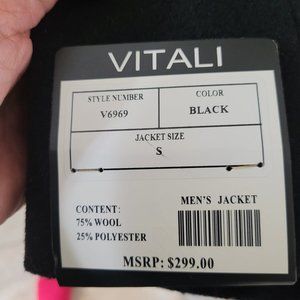 VITALI
STYLE NUMBER COLOR
V6969 BLACK
JACKET SIZE
S
MEN'S JACKET
CONTENT:
75% WOOL
25% POLYESTER
MSRP: $299.00